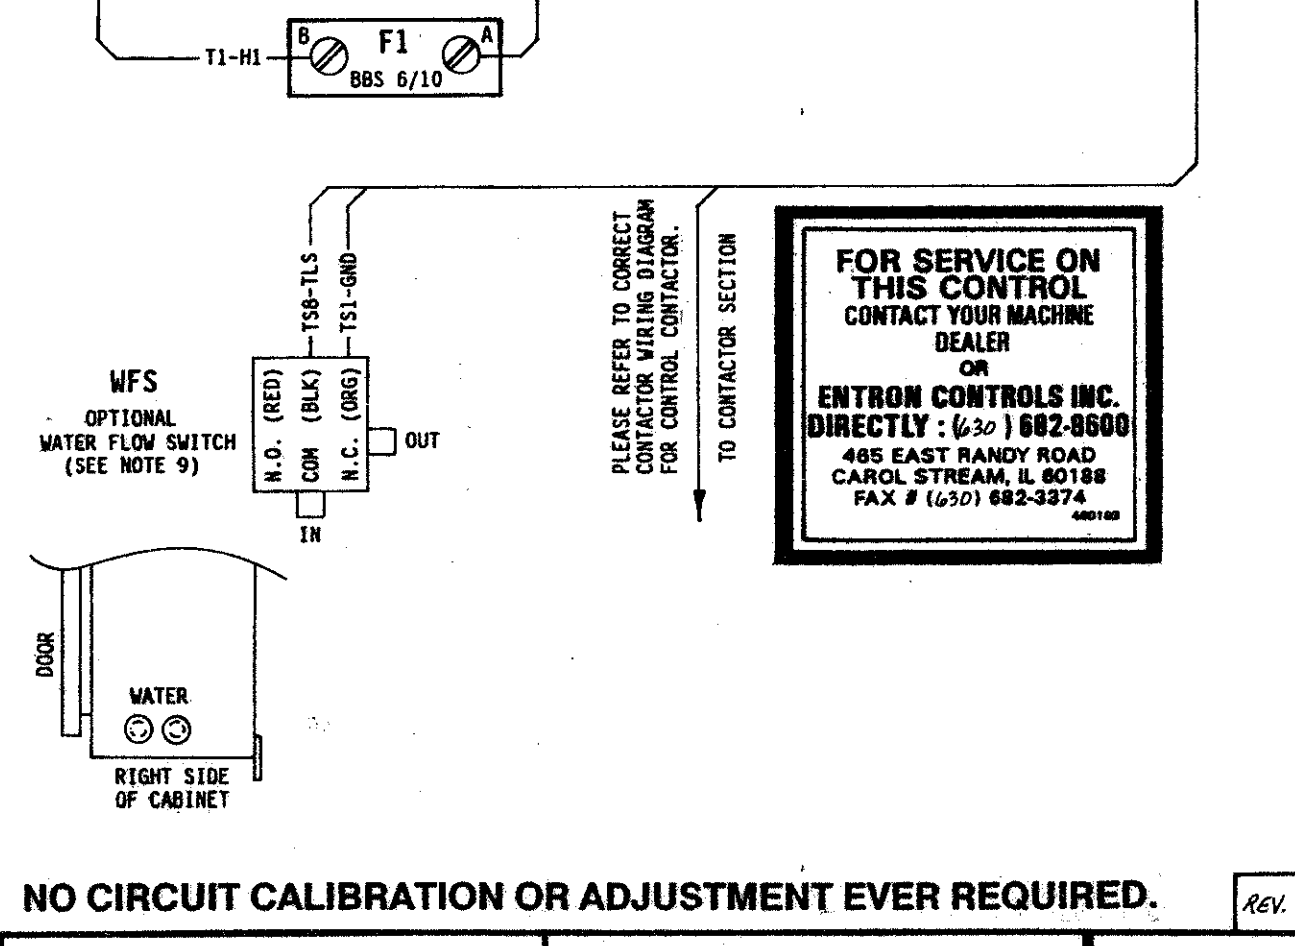 B
F1
A
T1-H1
BBS 6/10
TS8-TLS
TS1-GND
WFS
OPTIONAL
WATER FLOW SWITCH
(SEE NOTE 9)
N.O. (RED)
COM (BLK)
N.C. (ORG)
OUT
IN
PLEASE REFER TO CORRECT
CONTACTOR WIRING DIAGRAM
FOR CONTROL CONTACTOR.
TO CONTACTOR SECTION
FOR SERVICE ON
THIS CONTROL
CONTACT YOUR MACHINE
DEALER
OR
ENTRON CONTROLS INC.
DIRECTLY : (630) 682-8600
465 EAST RANDY ROAD
CAROL STREAM, IL 60188
FAX # (630) 682-3374
DOOR
WATER
RIGHT SIDE
OF CABINET
NO CIRCUIT CALIBRATION OR ADJUSTMENT EVER REQUIRED.
REV.